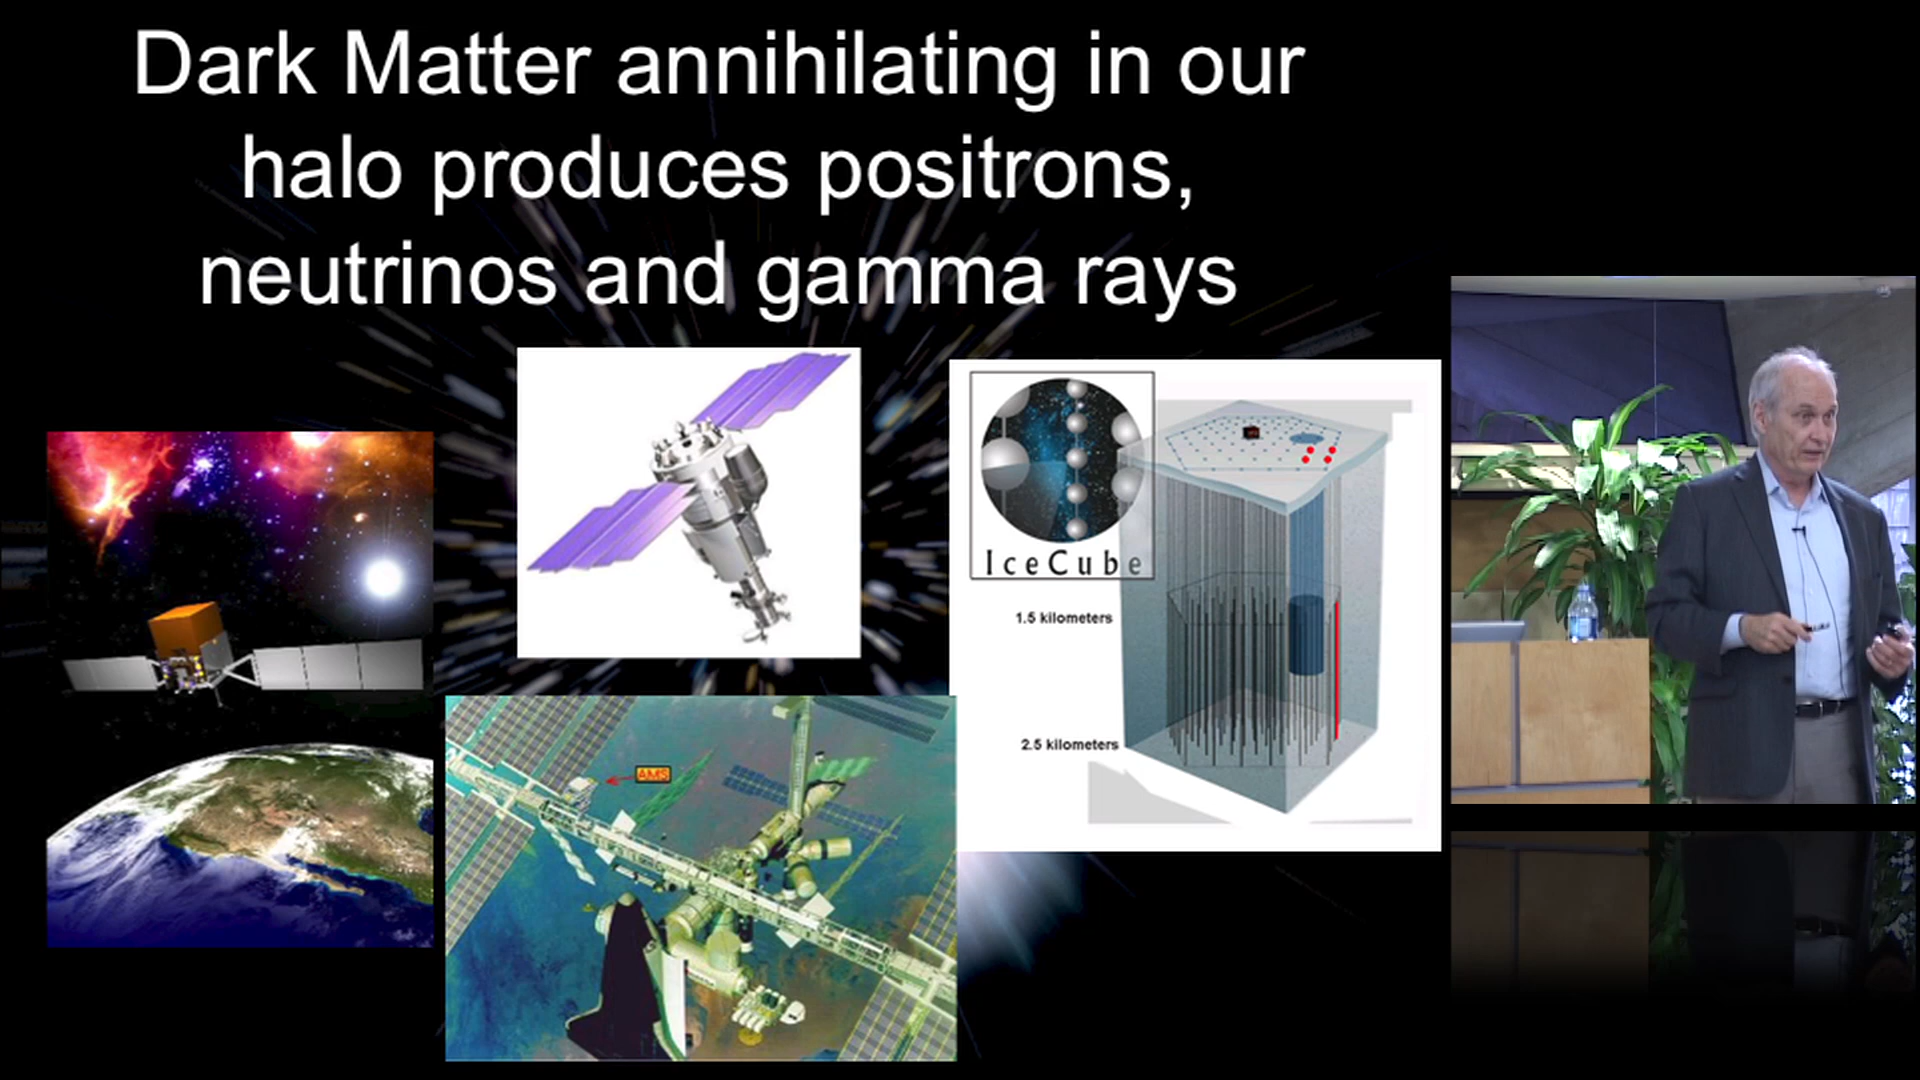 Dark Matter annihilating in our
halo produces positrons,
neutrinos and gamma rays
IceCube
1.5 kilometers
2.5 kilometers
AMS